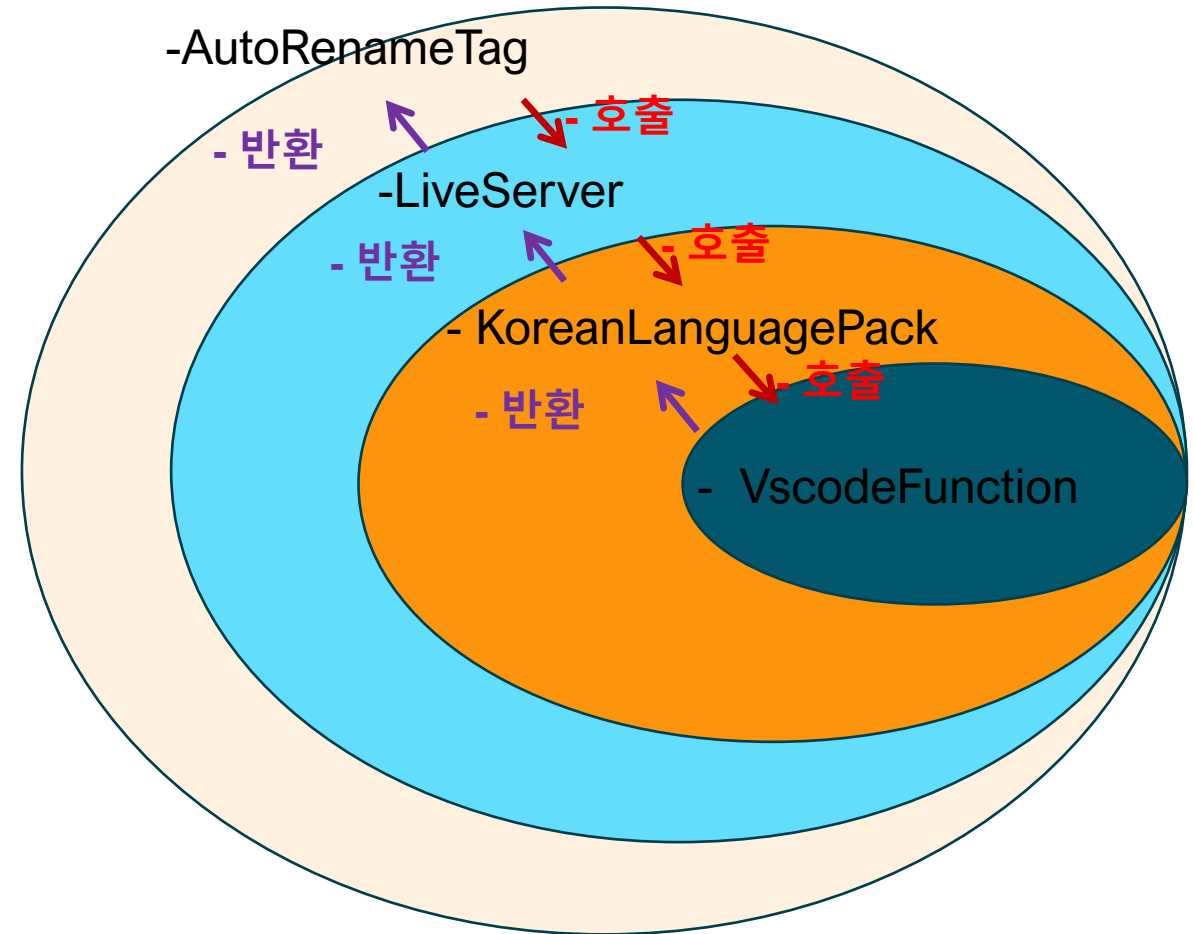 -AutoRenameTag
- 호출
- 반환
-LiveServer
- 호출
- 반환
- KoreanLanguagePack
- 호출
- 반환
- VscodeFunction